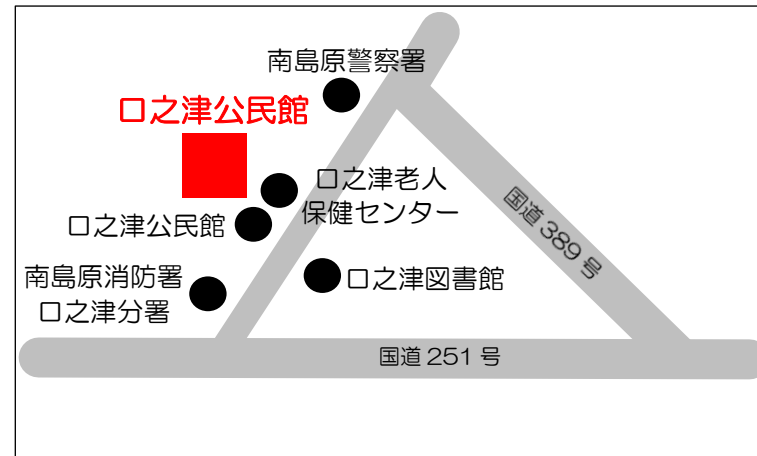 南島原警察署
口之津公民館
口之津老人
保健センター
国道389号
口之津公民館
南島原消防署
口之津分署
口之津図書館
国道251号